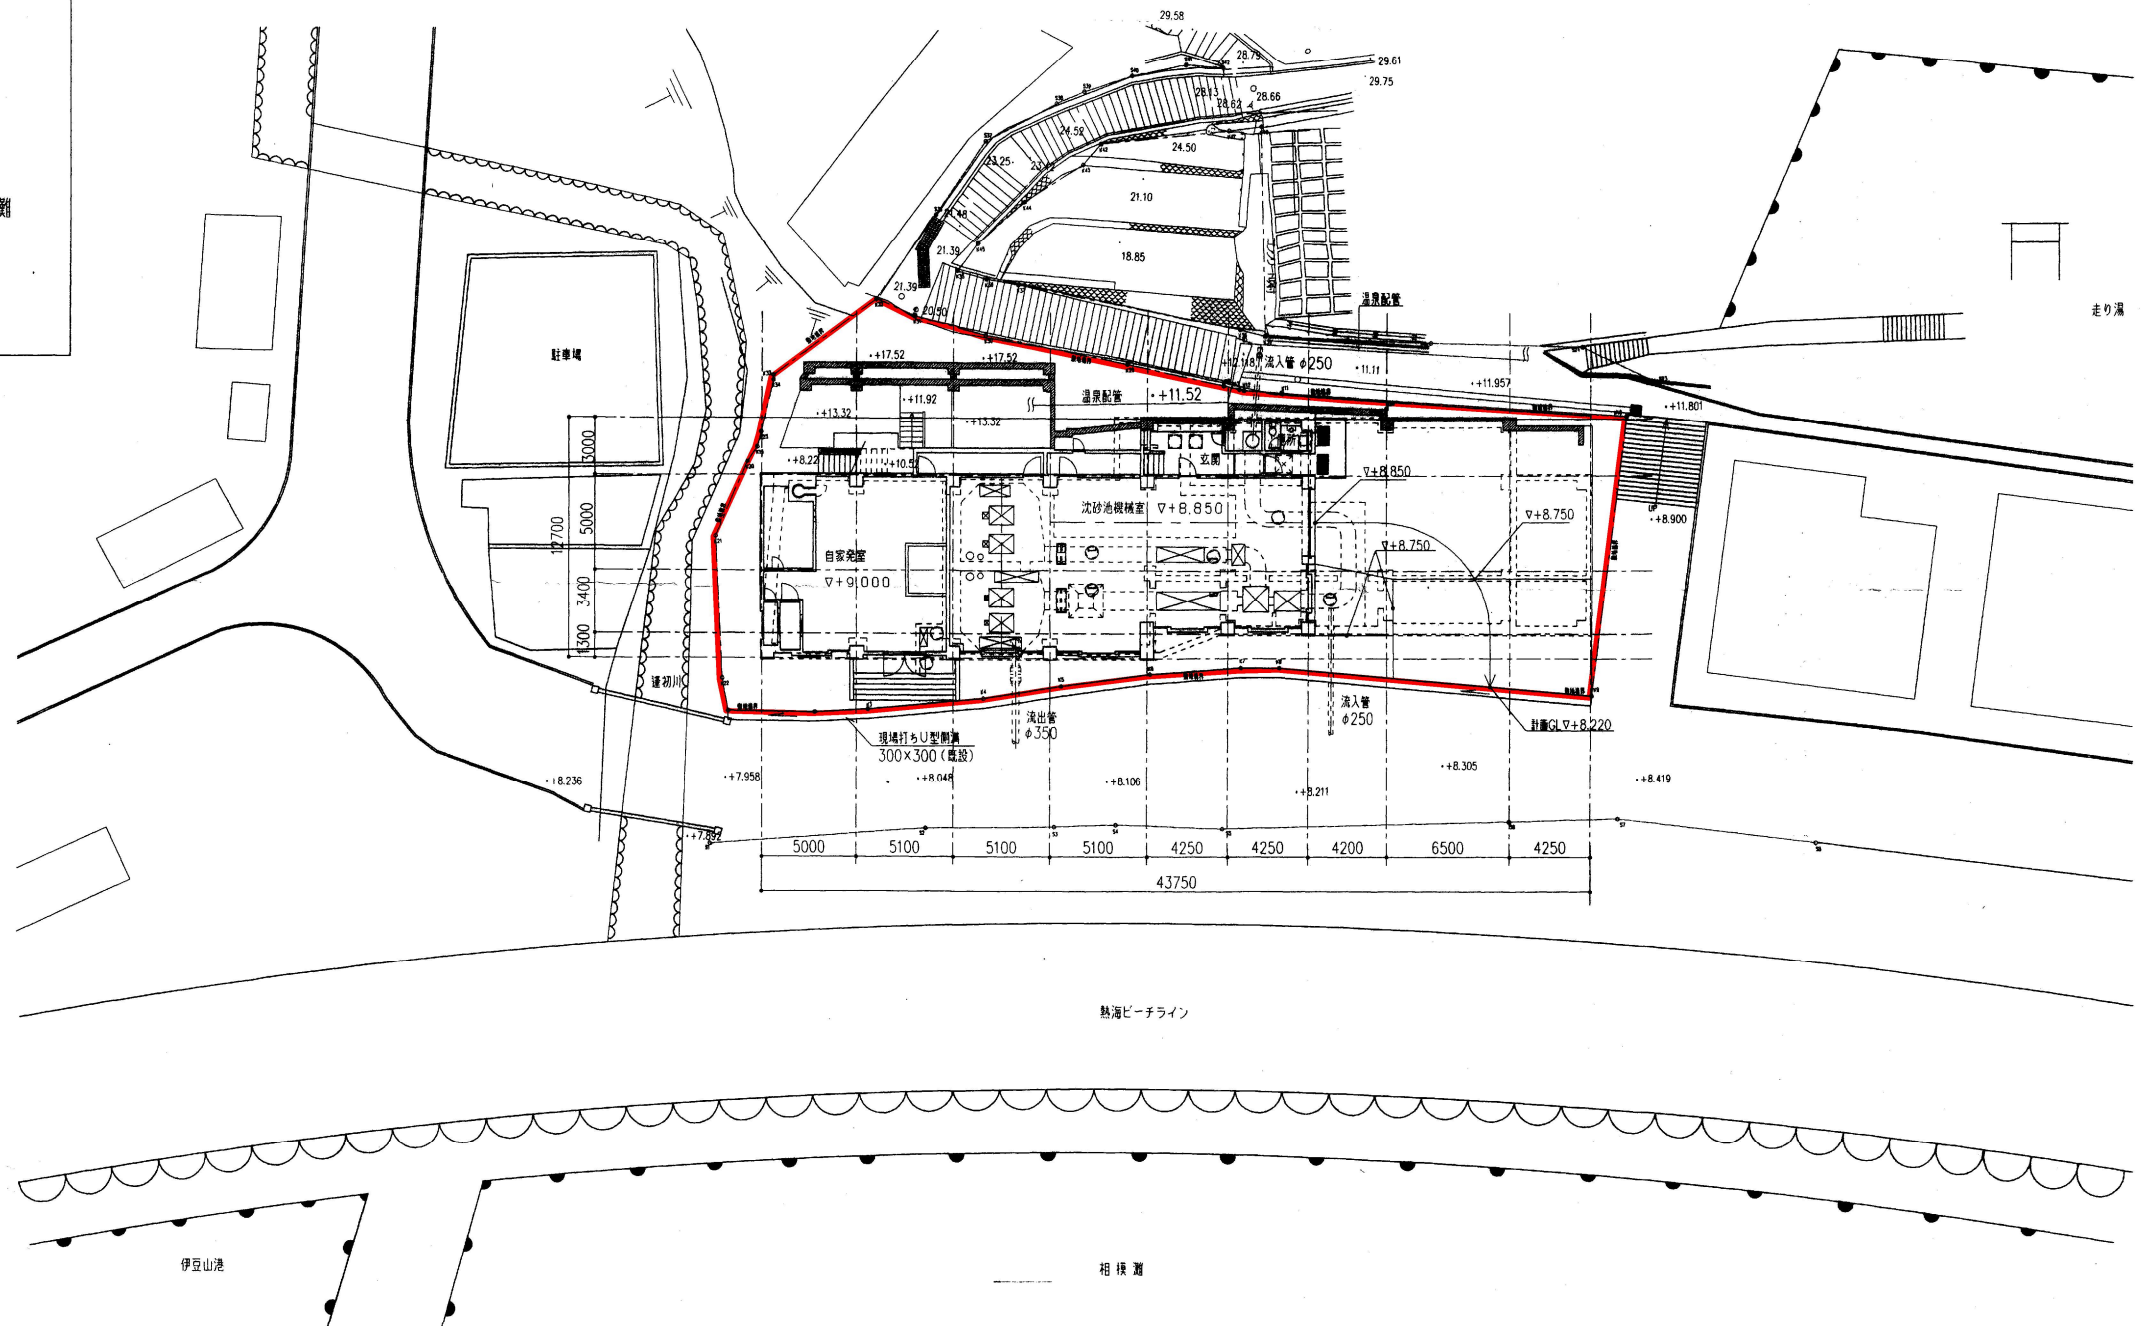 29.58
28.79
29.61
29.75
28.13
28.62
28.66
24.52
24.50
23.25
21.10
21.48
21.39
18.85
21.39
20.80
灘
駐車場
温泉配管
走り湯
+17.52
+17.52
流入管 φ250
11.11
+11.957
+11.92
温泉配管
+11.52
+11.801
+13.32
+13.32
便所
3000
+8.22
玄関
▽+8.850
UP
+8.900
5000
12700
沈砂池機械室 ▽+8.850
▽+8.750
▽+8.750
自家発室
▽+9.000
3400
1300
逢初川
流出管
φ350
流入管
φ250
計画GL▽+8.220
現場打ちU型側溝
300×300(既設)
+8.236
+7.958
+8.048
+8.106
+8.211
+8.305
+8.419
+7.892
5000
5100
5100
5100
4250
4250
4200
6500
4250
43750
熱海ビーチライン
伊豆山港
相模灘